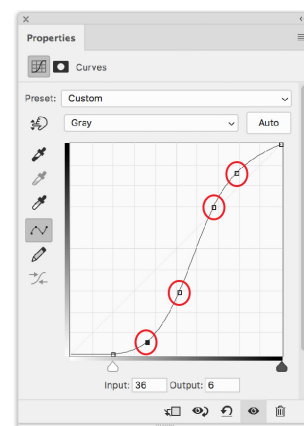 Properties
Curves
Preset: Custom
Gray Auto
Input: 36 Output: 6